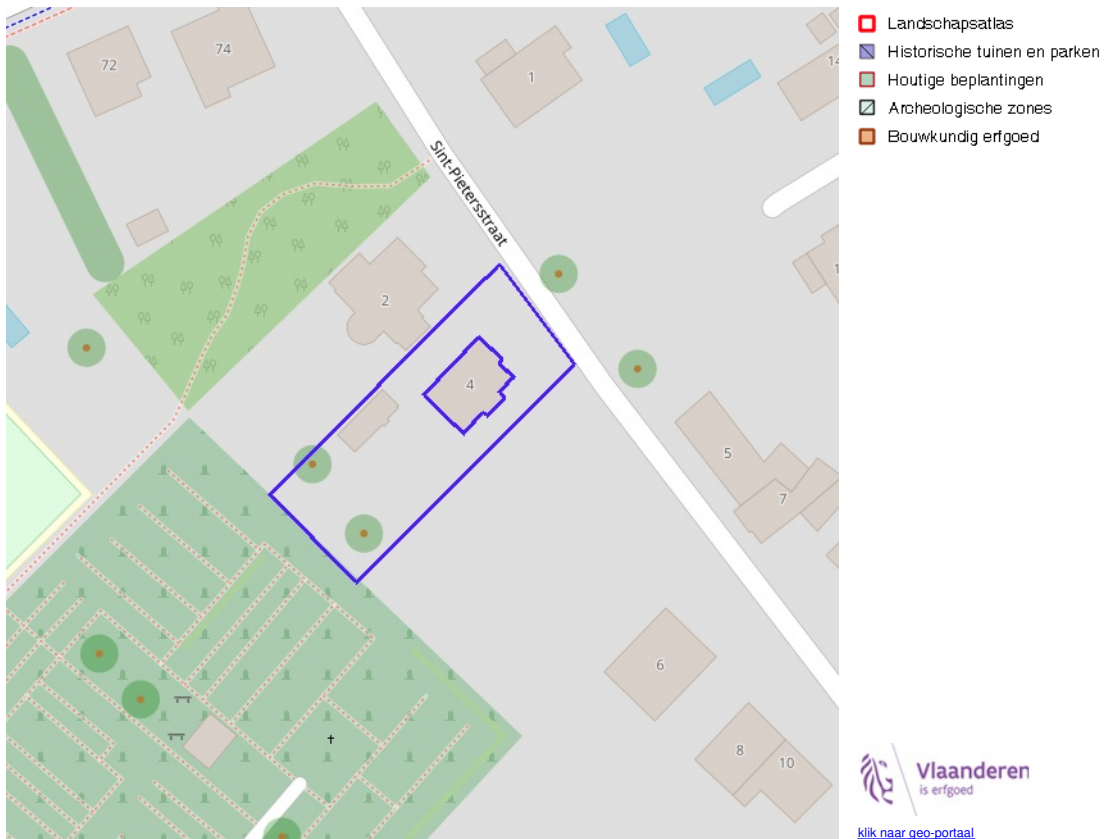 72
74
1
14
Sint-Pietersstraat
2
4
5
7
6
8
10
Landschapsatlas
Historische tuinen en parken
Houtige beplantingen
Archeologische zones
Bouwkundig erfgoed
Vlaanderen
is erfgoed
klik naar geo-portaal